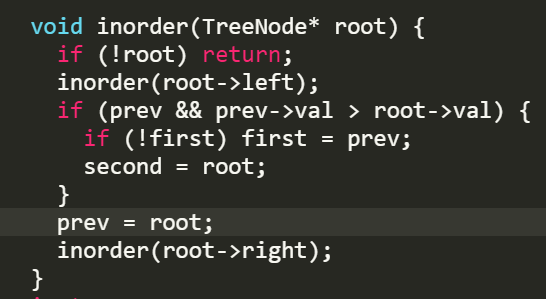 void inorder(TreeNode* root) {
  if (!root) return;
  inorder(root->left);
  if (prev && prev->val > root->val) {
    if (!first) first = prev;
    second = root;
  }
  prev = root;
  inorder(root->right);
}